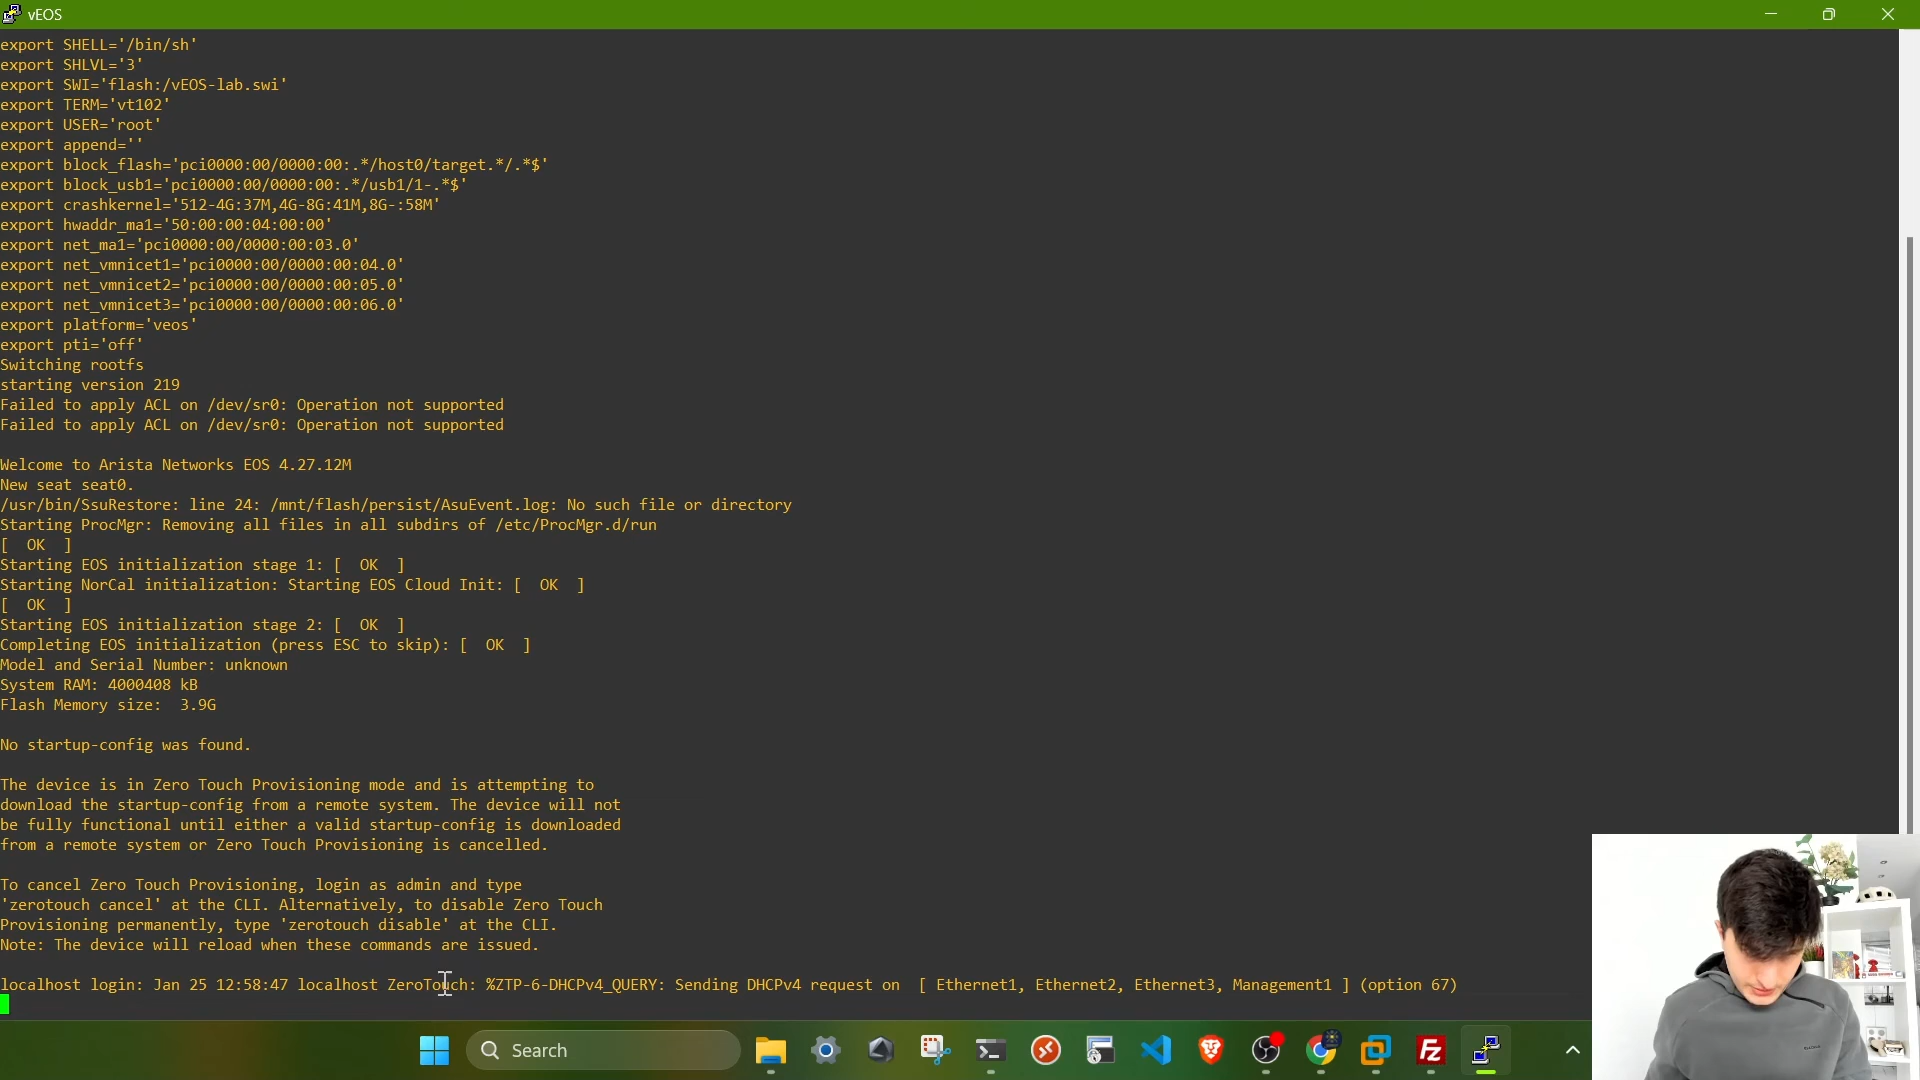 vEOS
export SHELL='/bin/sh'
export SHLVL='3'
export SWI='flash:/vEOS-lab.swi'
export TERM='vt102'
export USER='root'
export append=''
export block_flash='pci0000:00/0000:00:.*/host0/target.*/.*$'
export block_usb1='pci0000:00/0000:00:.*/usb1/1-.*$'
export crashkernel='512-4G:37M,4G-8G:41M,8G-:58M'
export hwaddr_ma1='50:00:00:04:00:00'
export net_ma1='pci0000:00/0000:00:03.0'
export net_vmnicet1='pci0000:00/0000:00:04.0'
export net_vmnicet2='pci0000:00/0000:00:05.0'
export net_vmnicet3='pci0000:00/0000:00:06.0'
export platform='veos'
export pti='off'
Switching rootfs
starting version 219
Failed to apply ACL on /dev/sr0: Operation not supported
Failed to apply ACL on /dev/sr0: Operation not supported
Welcome to Arista Networks EOS 4.27.12M
New seat seat0.
/usr/bin/SsuRestore: line 24: /mnt/flash/persist/AsuEvent.log: No such file or directory
Starting ProcMgr: Removing all files in all subdirs of /etc/ProcMgr.d/run
[  OK  ]
Starting EOS initialization stage 1: [  OK  ]
Starting NorCal initialization: Starting EOS Cloud Init: [  OK  ]
[  OK  ]
Starting EOS initialization stage 2: [  OK  ]
Completing EOS initialization (press ESC to skip): [  OK  ]
Model and Serial Number: unknown
System RAM: 4000408 kB
Flash Memory size:  3.9G
No startup-config was found.
The device is in Zero Touch Provisioning mode and is attempting to
download the startup-config from a remote system. The device will not
be fully functional until either a valid startup-config is downloaded
from a remote system or Zero Touch Provisioning is cancelled.
To cancel Zero Touch Provisioning, login as admin and type
'zerotouch cancel' at the CLI. Alternatively, to disable Zero Touch
Provisioning permanently, type 'zerotouch disable' at the CLI.
Note: The device will reload when these commands are issued.
localhost login: Jan 25 12:58:47 localhost ZeroTouch: %ZTP-6-DHCPv4_QUERY: Sending DHCPv4 request on  [ Ethernet1, Ethernet2, Ethernet3, Management1 ] (option 67)
Search
Fz